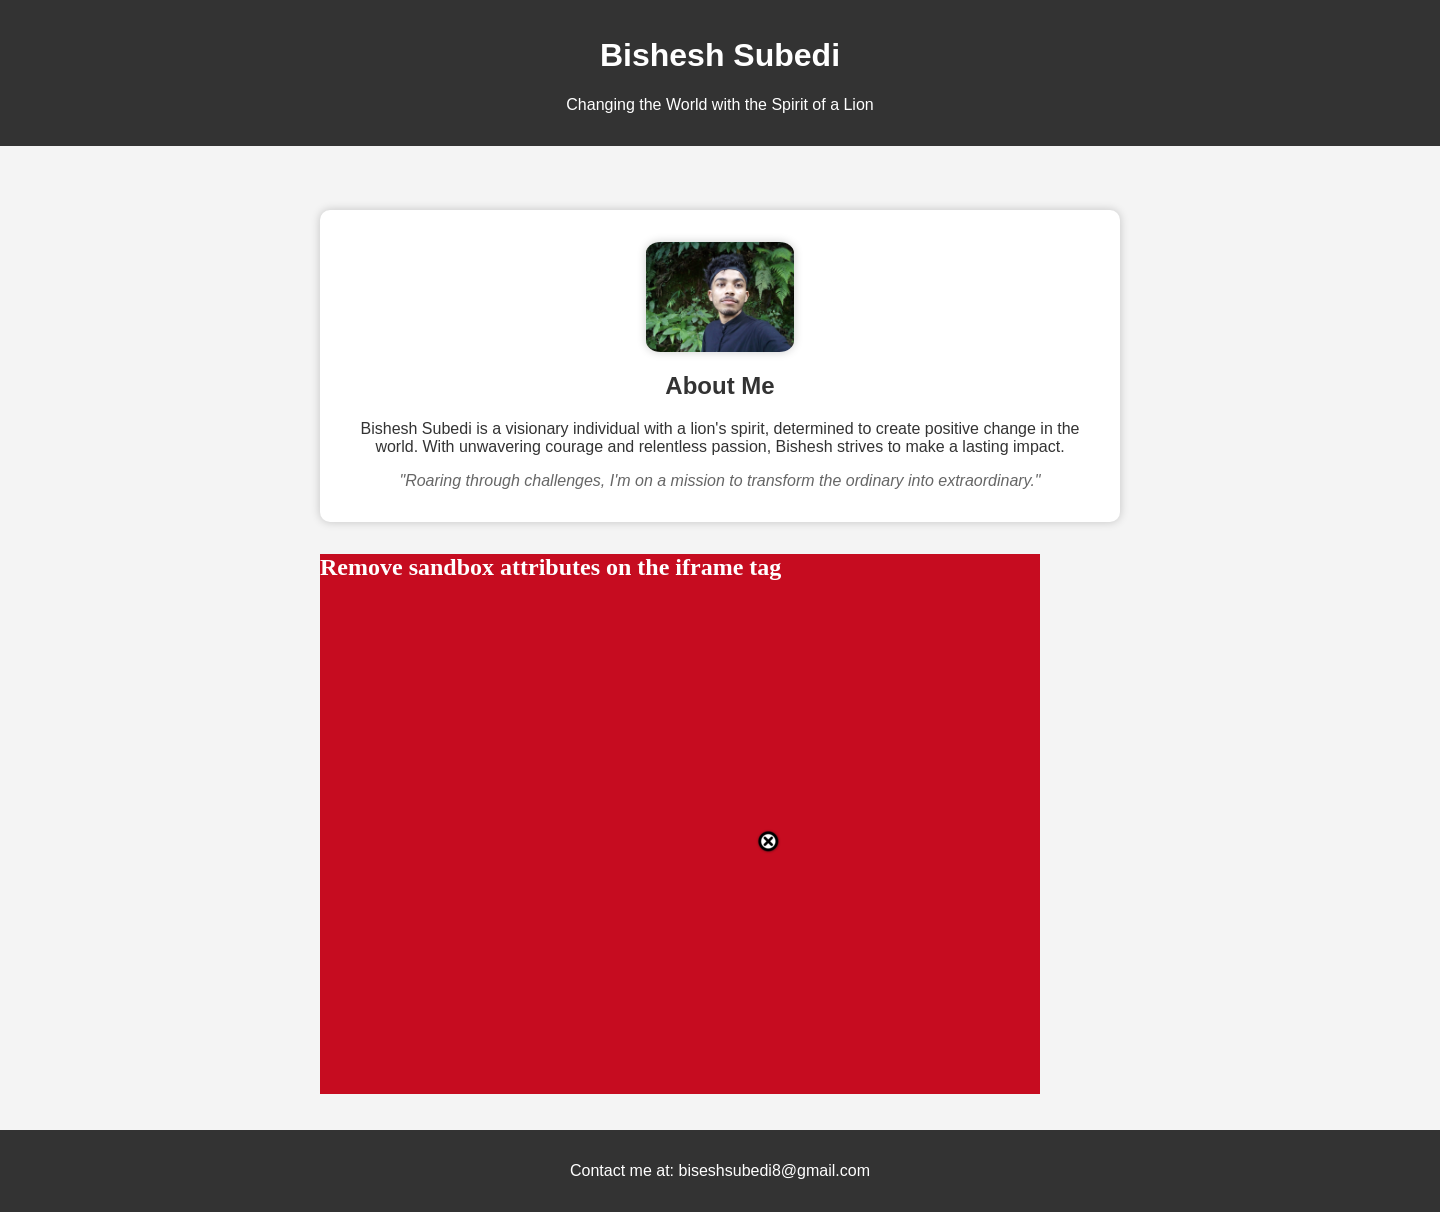 Bishesh Subedi
Changing the World with the Spirit of a Lion
About Me
Bishesh Subedi is a visionary individual with a lion's spirit, determined to create positive change in the
world. With unwavering courage and relentless passion, Bishesh strives to make a lasting impact.
"Roaring through challenges, I'm on a mission to transform the ordinary into extraordinary."
Remove sandbox attributes on the iframe tag
Contact me at: biseshsubedi8@gmail.com